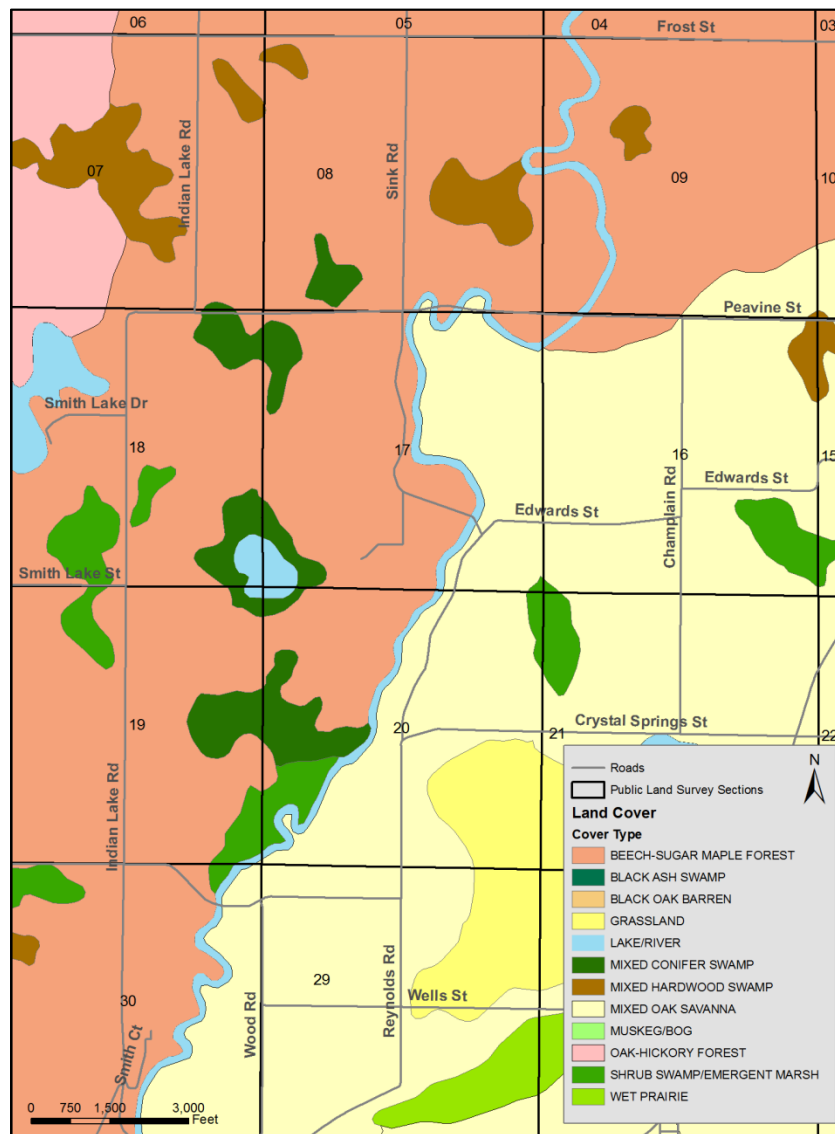 06
05
04
03
Frost St
Indian Lake Rd
Sink Rd
07
08
09
10
Peavine St
Smith Lake Dr
18
17
16
15
Edwards St
Edwards St
Champlain Rd
Smith Lake St
19
20
21
22
Crystal Springs St
Indian Lake Rd
30
29
Wells St
Smith Ct
Wood Rd
Reynolds Rd
0 750 1,500 3,000
Feet
N
Roads
Public Land Survey Sections
Land Cover
Cover Type
BEECH-SUGAR MAPLE FOREST
BLACK ASH SWAMP
BLACK OAK BARREN
GRASSLAND
LAKE/RIVER
MIXED CONIFER SWAMP
MIXED HARDWOOD SWAMP
MIXED OAK SAVANNA
MUSKEG/BOG
OAK-HICKORY FOREST
SHRUB SWAMP/EMERGENT MARSH
WET PRAIRIE